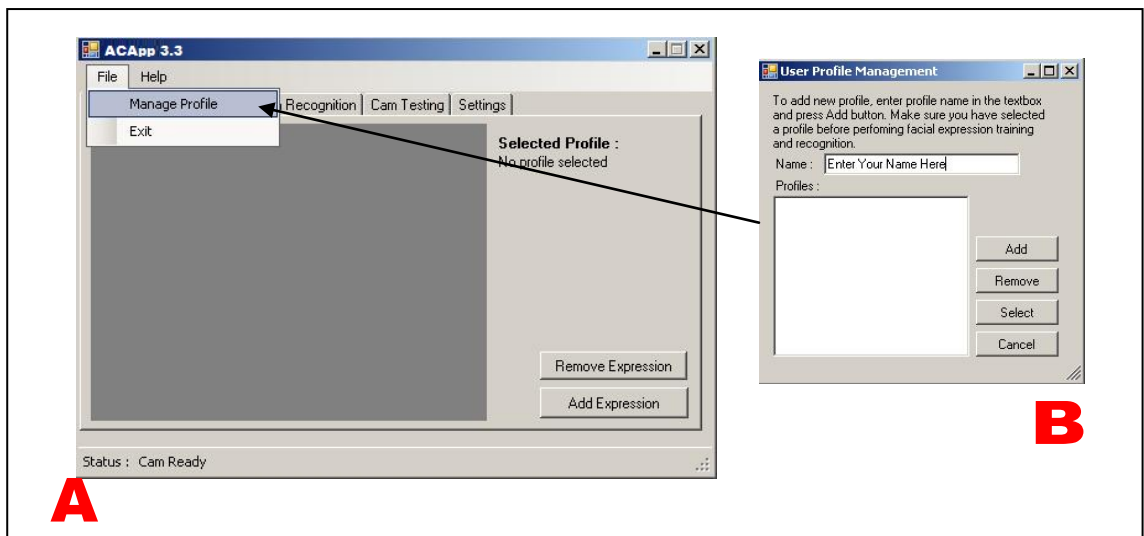 ACApp 3.3
File Help
Manage Profile
Exit
Recognition Cam Testing Settings
Selected Profile :
No profile selected
Remove Expression
Add Expression
Status : Cam Ready
A
User Profile Management
To add new profile, enter profile name in the textbox
and press Add button. Make sure you have selected
a profile before perfoming facial expression training
and recognition.
Name : Enter Your Name Here
Profiles :
Add
Remove
Select
Cancel
B